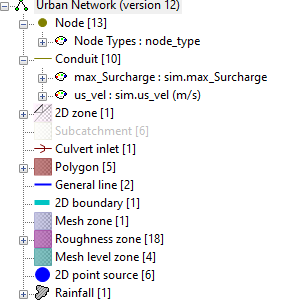 Urban Network (version 12)
Node [13]
Node Types : node_type
Conduit [10]
max_Surcharge : sim.max_Surcharge
us_vel : sim.us_vel (m/s)
2D zone [1]
Subcatchment [6]
Culvert inlet [1]
Polygon [5]
General line [2]
2D boundary [1]
Mesh zone [1]
Roughness zone [18]
Mesh level zone [4]
2D point source [6]
Rainfall [1]